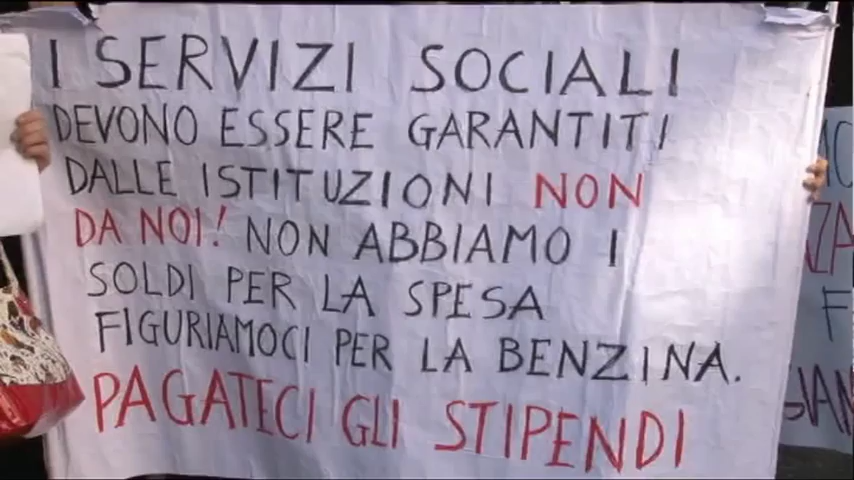 I SERVIZI SOCIALI
DEVONO ESSERE GARANTITI
DALLE ISTITUZIONI NON
DA NOI! NON ABBIAMO I
SOLDI PER LA SPESA
FIGURIAMOCI PER LA BENZINA.
PAGATECI GLI STIPENDI